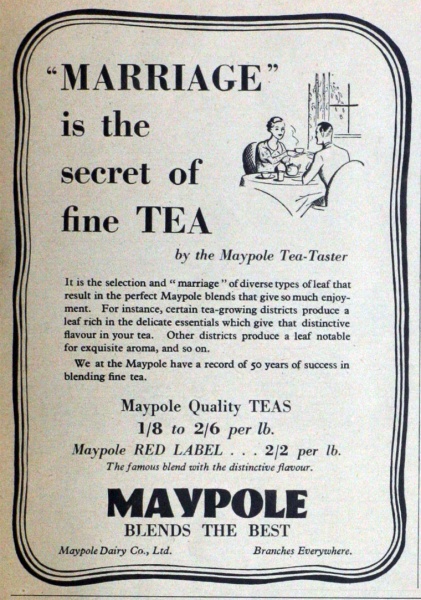 "MARRIAGE"
is the
secret of
fine TEA
by the Maypole Tea-Taster
It is the selection and "marriage" of diverse types of leaf that
result in the perfect Maypole blends that give so much enjoy-
ment. For instance, certain tea-growing districts produce a
leaf rich in the delicate essentials which give that distinctive
flavour in your tea. Other districts produce a leaf notable
for exquisite aroma, and so on.
We at the Maypole have a record of 50 years of success in
blending fine tea.
Maypole Quality TEAS
1/8 to 2/6 per lb.
Maypole RED LABEL . . . 2/2 per lb.
The famous blend with the distinctive flavour.
MAYPOLE
BLENDS THE BEST
Maypole Dairy Co., Ltd. Branches Everywhere.